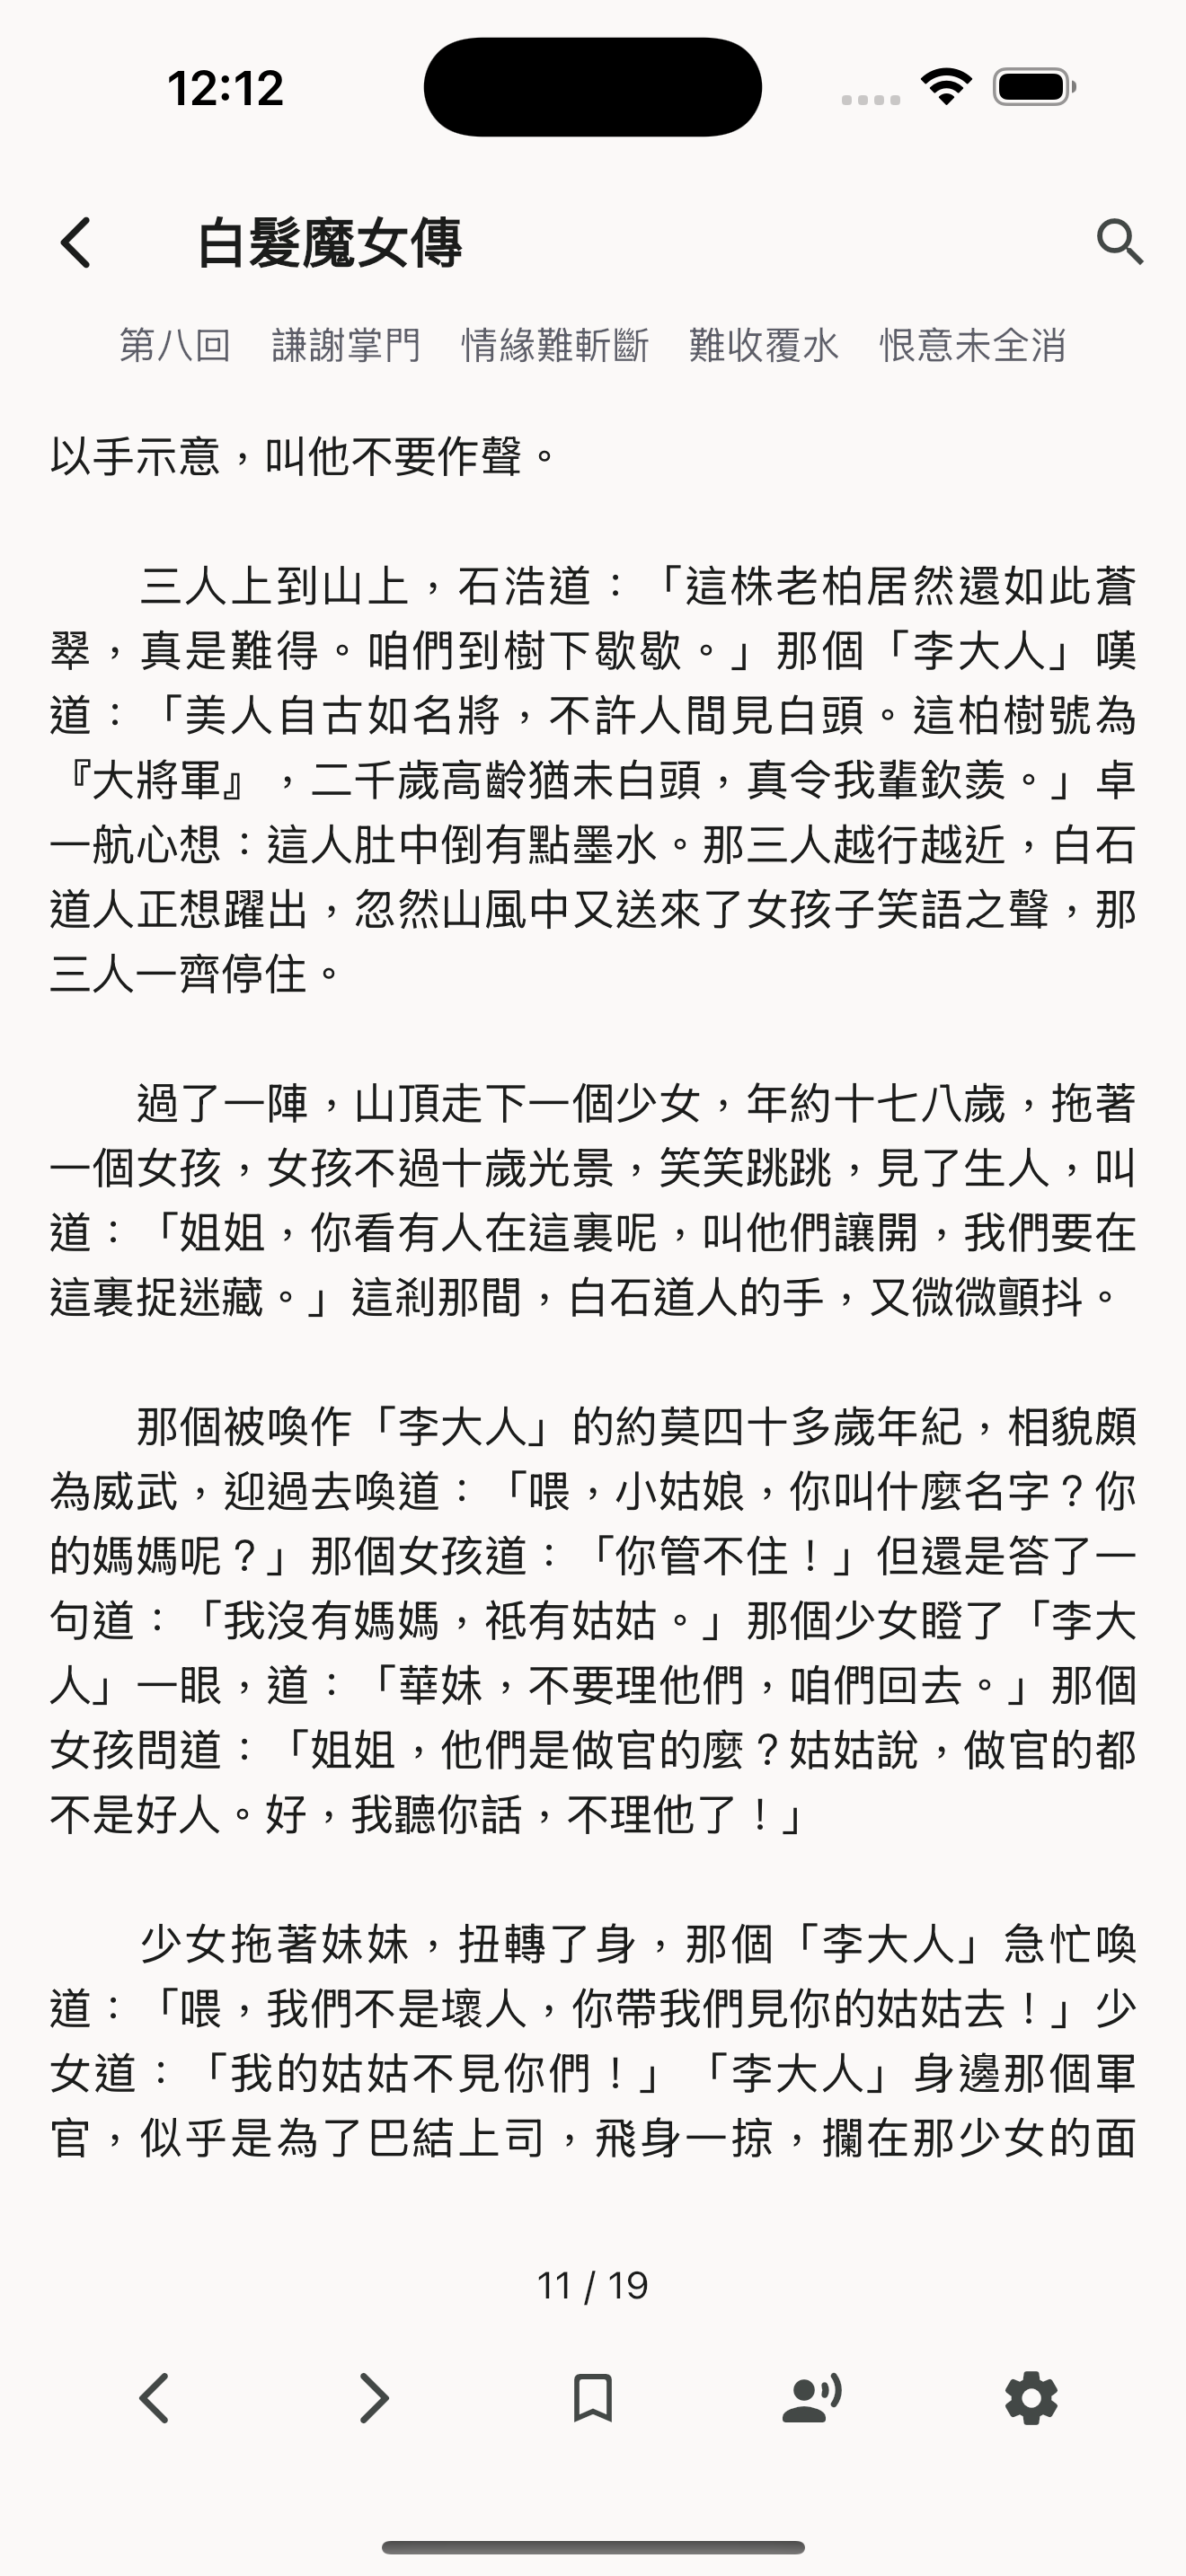 12:12
白髮魔女傳
第八回　謙謝掌門　情緣難斬斷　難收覆水　恨意未全消
以手示意，叫他不要作聲。
三人上到山上，石浩道：「這株老柏居然還如此蒼
翠，真是難得。咱們到樹下歇歇。」那個「李大人」嘆
道：「美人自古如名將，不許人間見白頭。這柏樹號為
『大將軍』，二千歲高齡猶未白頭，真令我輩欽羨。」卓
一航心想：這人肚中倒有點墨水。那三人越行越近，白石
道人正想躍出，忽然山風中又送來了女孩子笑語之聲，那
三人一齊停住。
過了一陣，山頂走下一個少女，年約十七八歲，拖著
一個女孩，女孩不過十歲光景，笑笑跳跳，見了生人，叫
道：「姐姐，你看有人在這裏呢，叫他們讓開，我們要在
這裏捉迷藏。」這剎那間，白石道人的手，又微微顫抖。
那個被喚作「李大人」的約莫四十多歲年紀，相貌頗
為威武，迎過去喚道：「喂，小姑娘，你叫什麼名字？你
的媽媽呢？」那個女孩道：「你管不住！」但還是答了一
句道：「我沒有媽媽，祇有姑姑。」那個少女瞪了「李大
人」一眼，道：「華妹，不要理他們，咱們回去。」那個
女孩問道：「姐姐，他們是做官的麼？姑姑說，做官的都
不是好人。好，我聽你話，不理他了！」
少女拖著妹妹，扭轉了身，那個「李大人」急忙喚
道：「喂，我們不是壞人，你帶我們見你的姑姑去！」少
女道：「我的姑姑不見你們！」「李大人」身邊那個軍
官，似乎是為了巴結上司，飛身一掠，攔在那少女的面
11 / 19